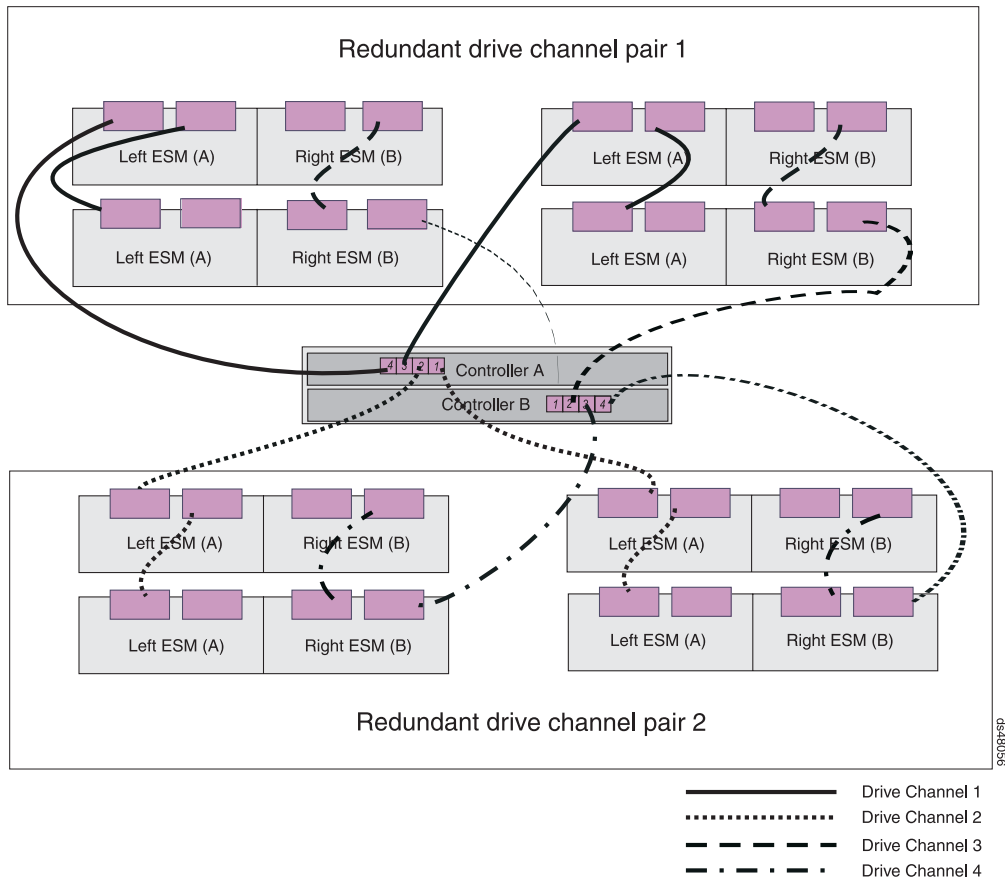 Redundant drive channel pair 1
Left ESM (A)
Right ESM (B)
Left ESM (A)
Right ESM (B)
Left ESM (A)
Right ESM (B)
Left ESM (A)
Right ESM (B)
4 3 2 1
Controller A
Controller B
1 2 3 4
Left ESM (A)
Right ESM (B)
Left ESM (A)
Right ESM (B)
Left ESM (A)
Right ESM (B)
Left ESM (A)
Right ESM (B)
Redundant drive channel pair 2
ds48056
Drive Channel 1
Drive Channel 2
Drive Channel 3
Drive Channel 4